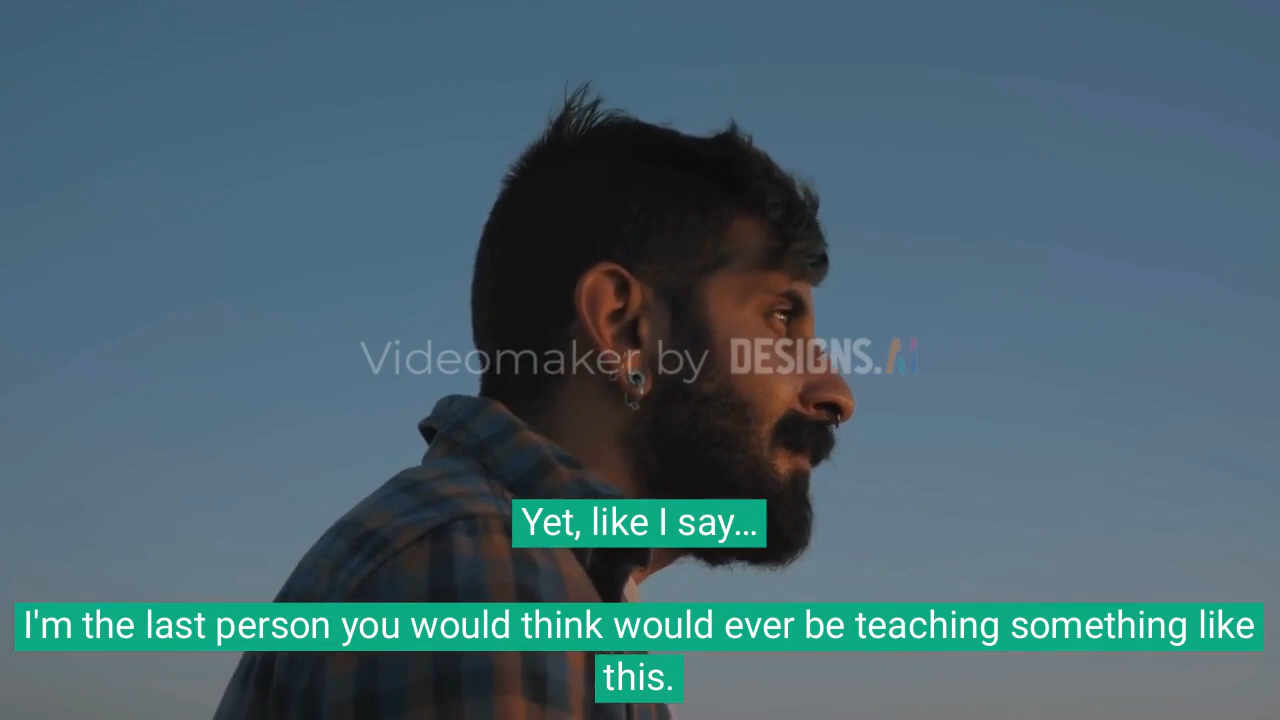 Videomaker by DESIGNS.AI
Yet, like I say...
I'm the last person you would think would ever be teaching something like
this.